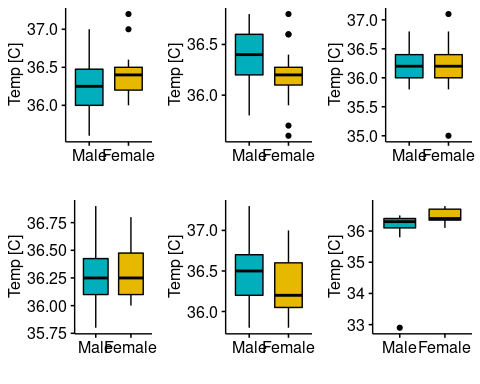 Temp [C]
37.0
36.5
36.0
Male Female
Temp [C]
36.5
36.0
Male Female
Temp [C]
37.0
36.5
36.0
35.5
35.0
Male Female
Temp [C]
36.75
36.50
36.25
36.00
35.75
Male Female
Temp [C]
37.0
36.5
36.0
Male Female
Temp [C]
36
35
34
33
Male Female